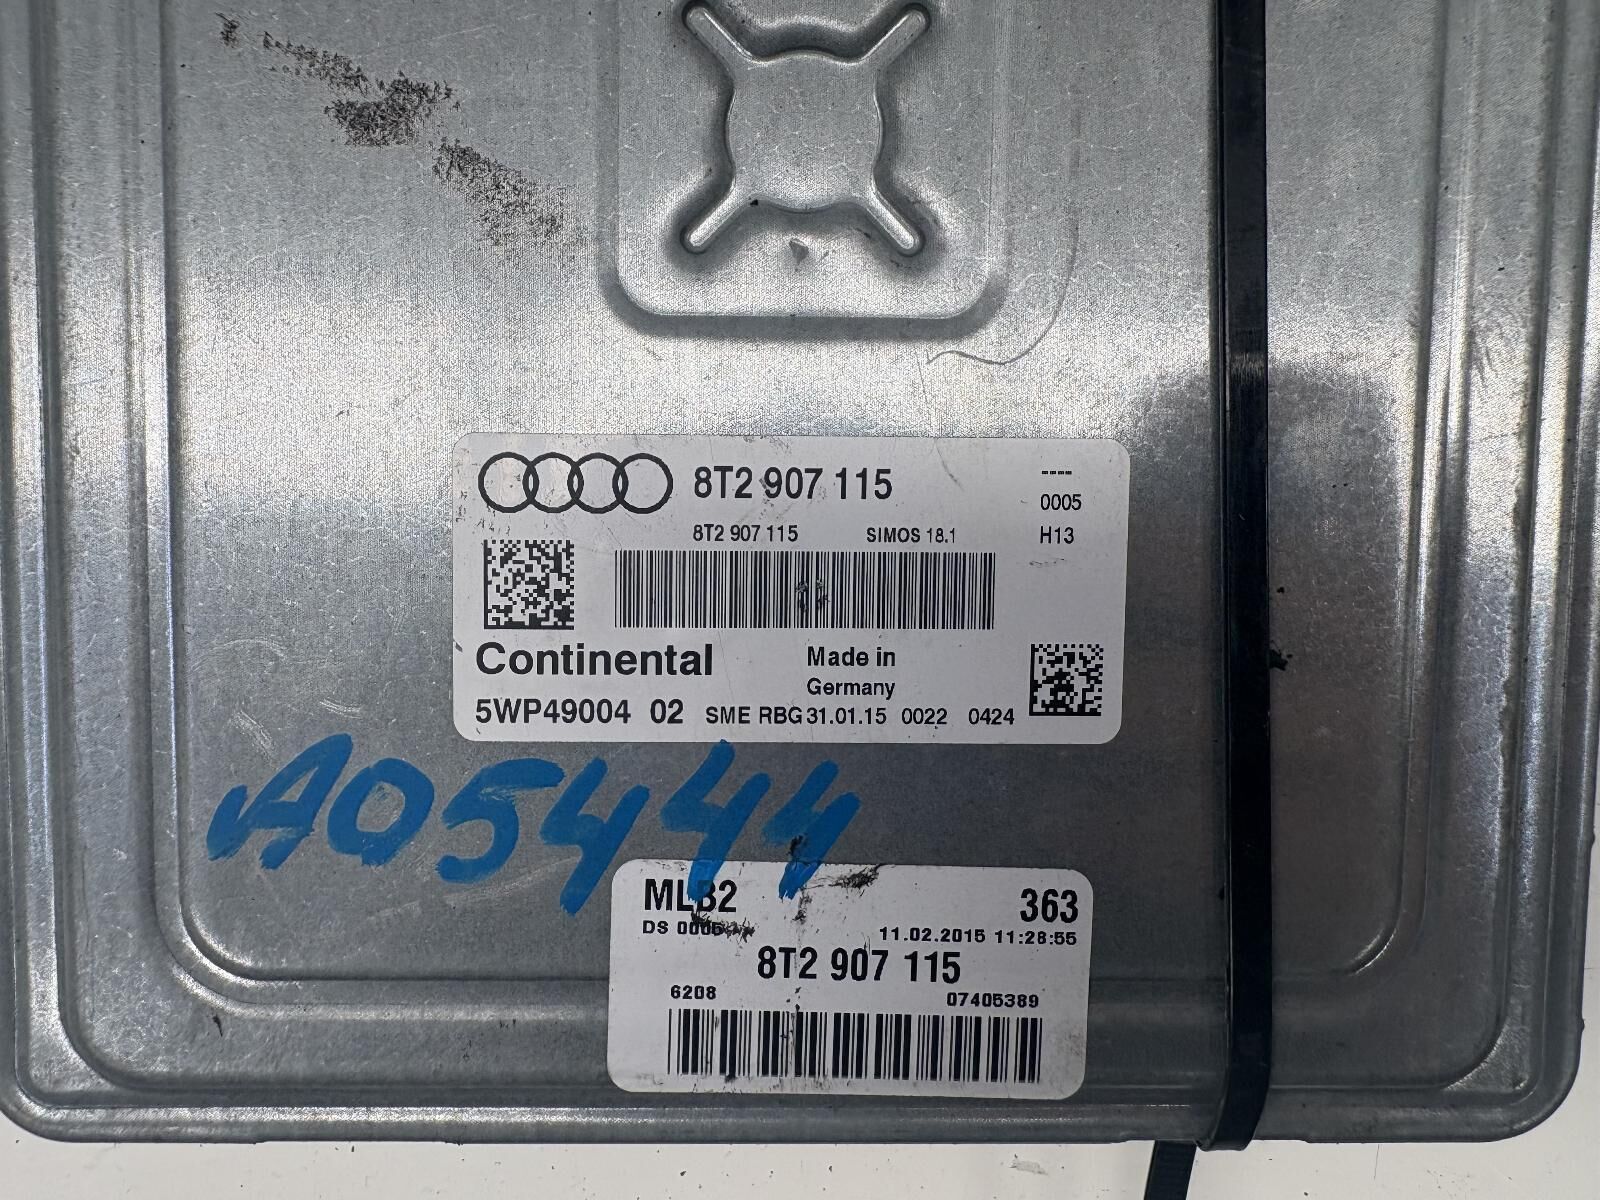 8T2 907 115
----
0005
8T2 907 115 SIMOS 18.1 H13
Continental
Made in
Germany
5WP49004 02 SME RBG 31.01.15 0022 0424
A05444
MLB2 363
DS 0005 11.02.2015 11:28:55
8T2 907 115
6208 07405389